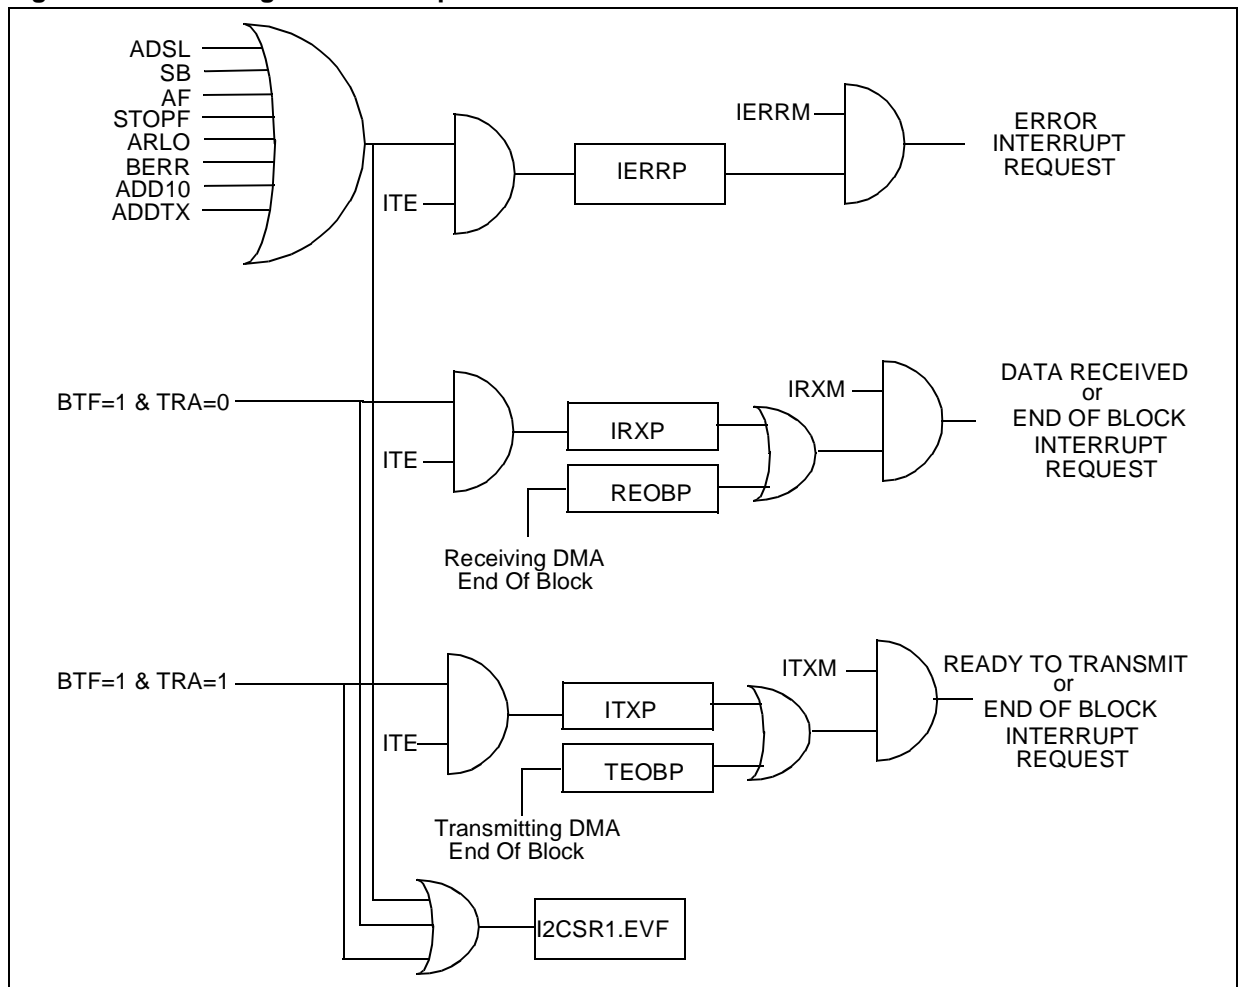 ADSL
SB
AF
STOPF
ARLO
BERR
ADD10
ADDTX
ITE
IERRP
IERRM
ERROR
INTERRUPT
REQUEST
BTF=1 & TRA=0
ITE
IRXP
REOBP
Receiving DMA
End Of Block
IRXM
DATA RECEIVED
or
END OF BLOCK
INTERRUPT
REQUEST
BTF=1 & TRA=1
ITE
ITXP
TEOBP
Transmitting DMA
End Of Block
ITXM
READY TO TRANSMIT
or
END OF BLOCK
INTERRUPT
REQUEST
I2CSR1.EVF